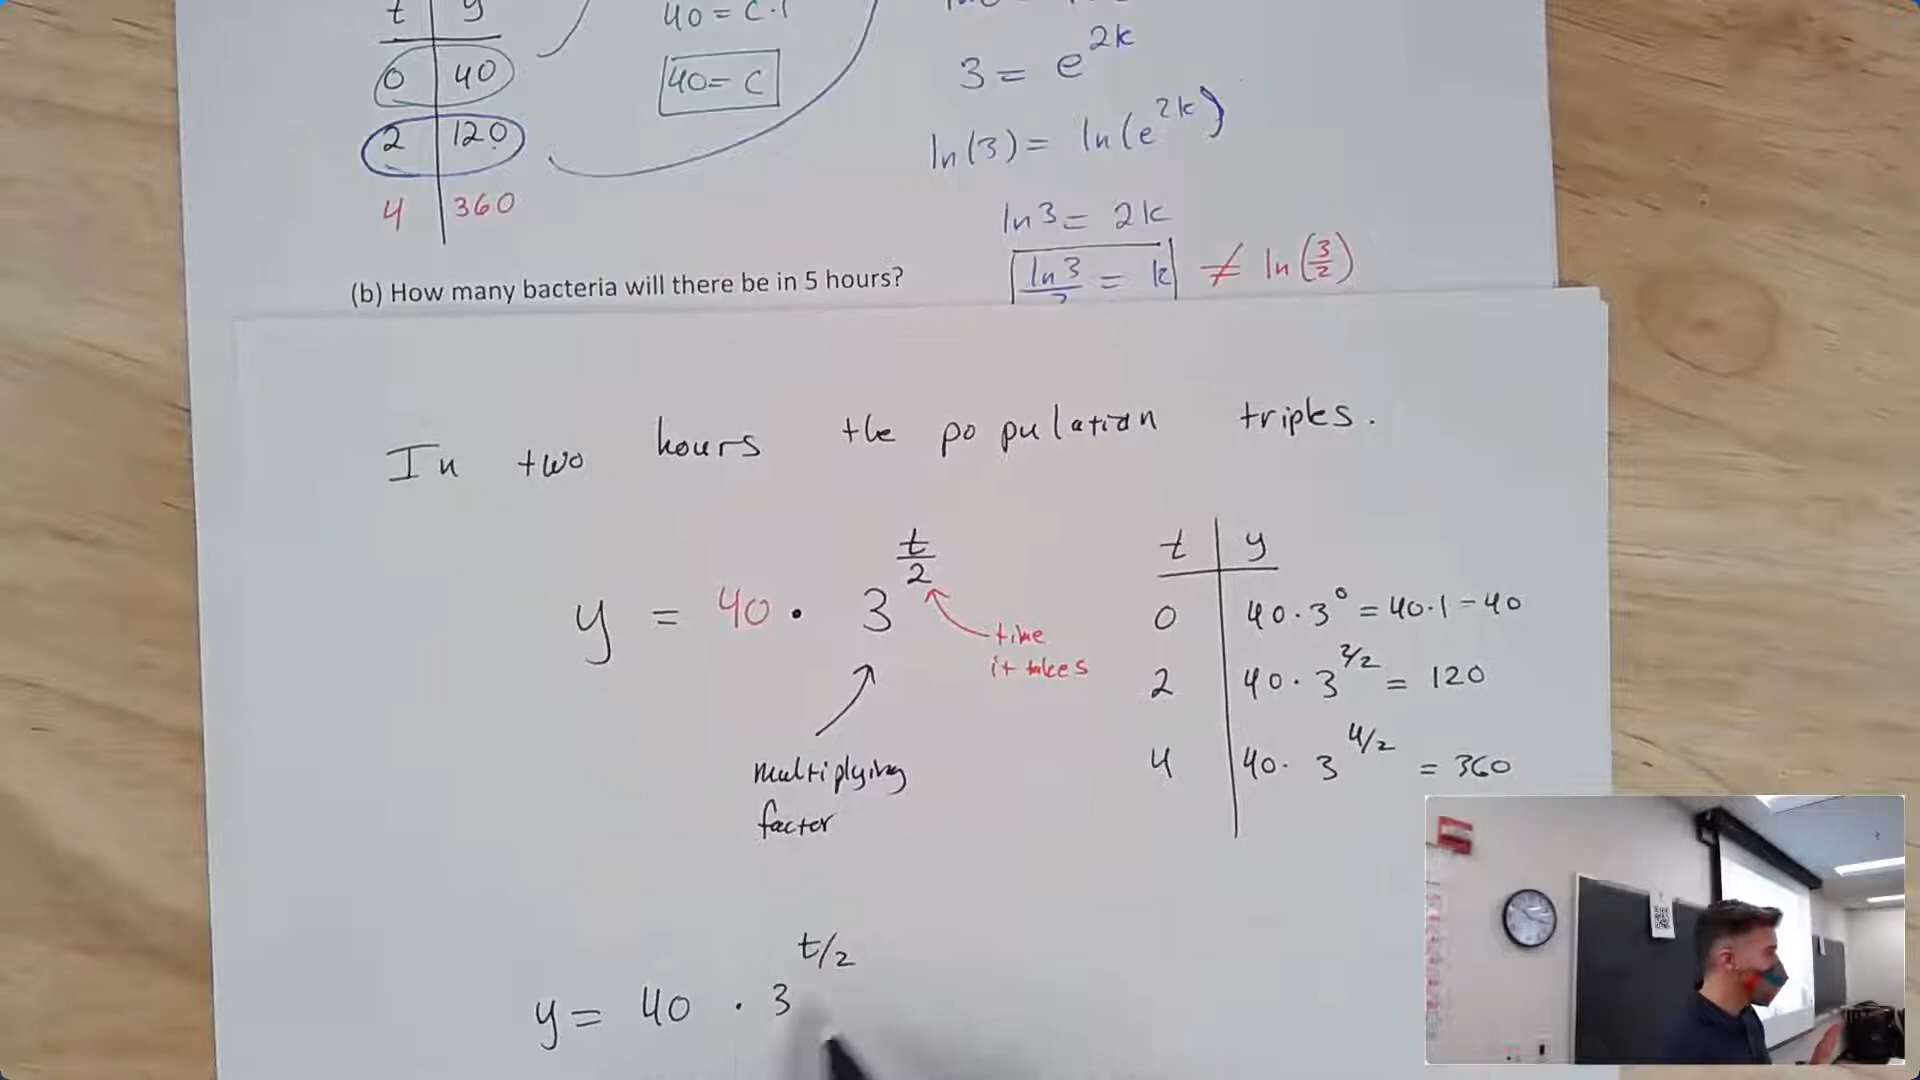 t y
40 = C·1
0 40
40 = C
2 120
4 360
3 = e^{2k}
ln(3) = ln(e^{2k})
ln3 = 2k
ln3/2 = k ≠ ln(3/2)
(b) How many bacteria will there be in 5 hours?
In two hours the population triples.
y = 40 · 3^{t/2}
time
it takes
multiplying
factor
t y
0 40·3^0 = 40·1 = 40
2 40·3^{2/2} = 120
4 40·3^{4/2} = 360
y = 40 · 3^{t/2}